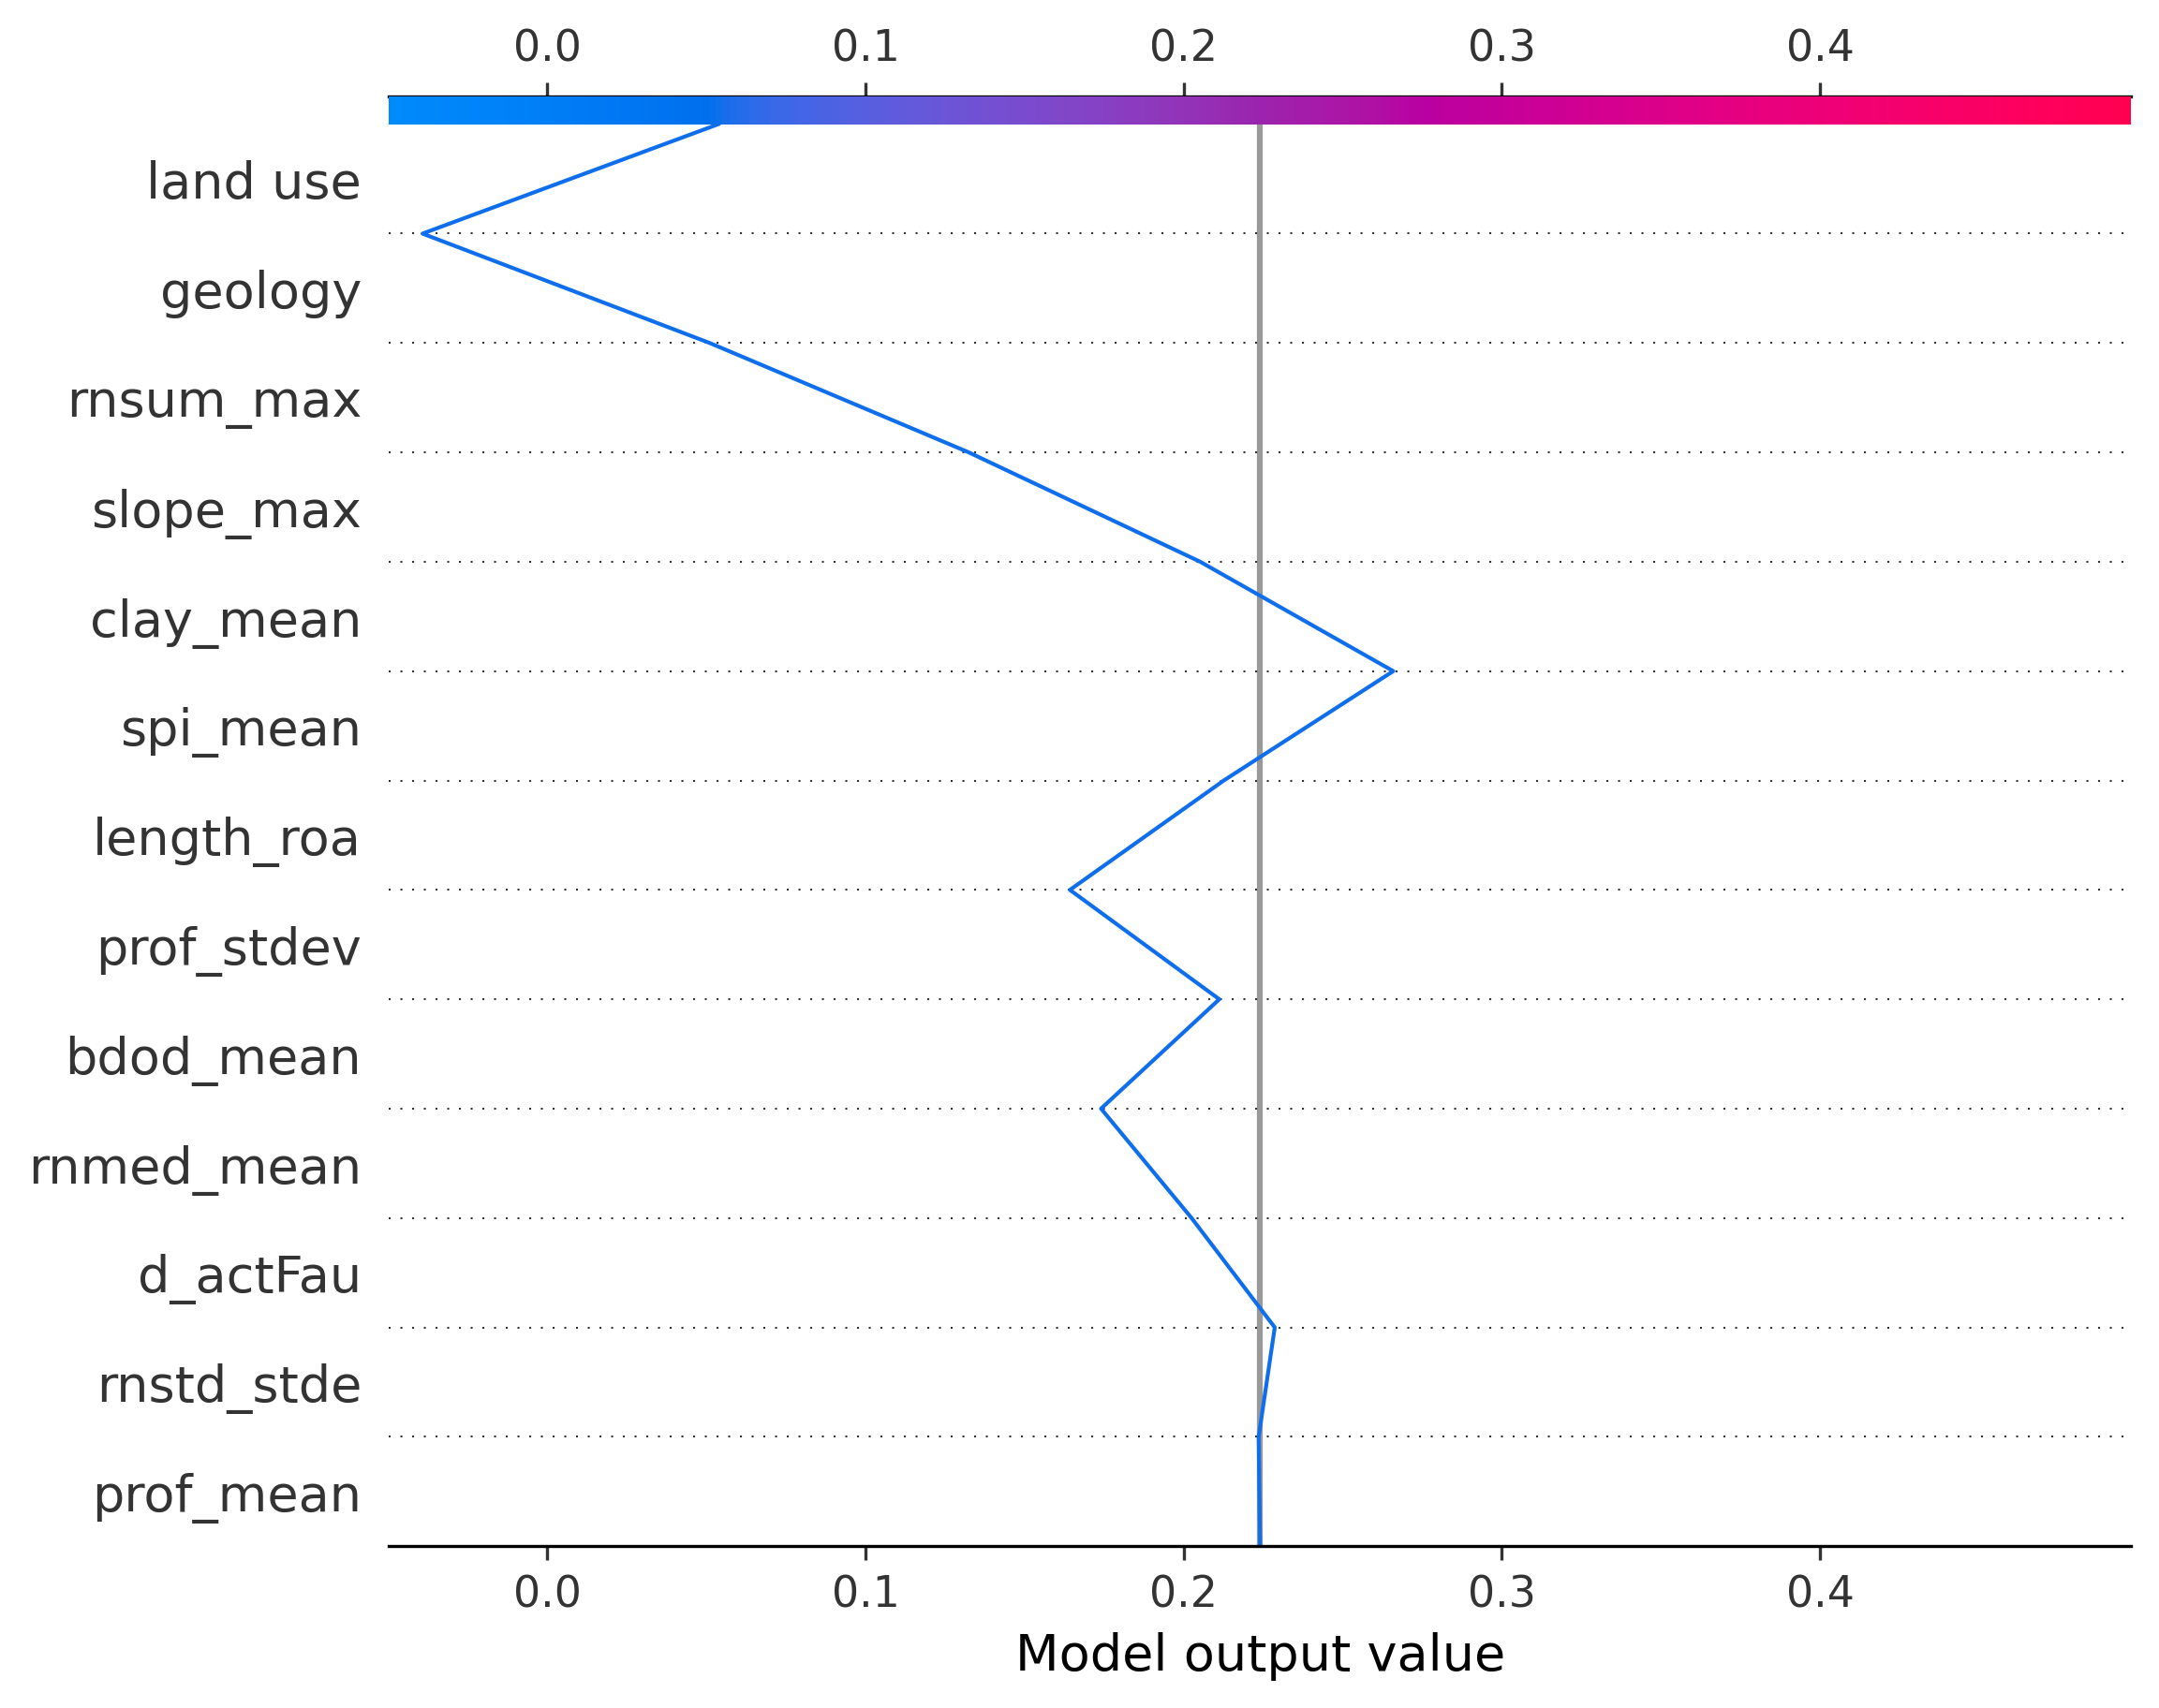 0.0 0.1 0.2 0.3 0.4
land use
geology
rnsum_max
slope_max
clay_mean
spi_mean
length_roa
prof_stdev
bdod_mean
rnmed_mean
d_actFau
rnstd_stde
prof_mean
0.0 0.1 0.2 0.3 0.4
Model output value